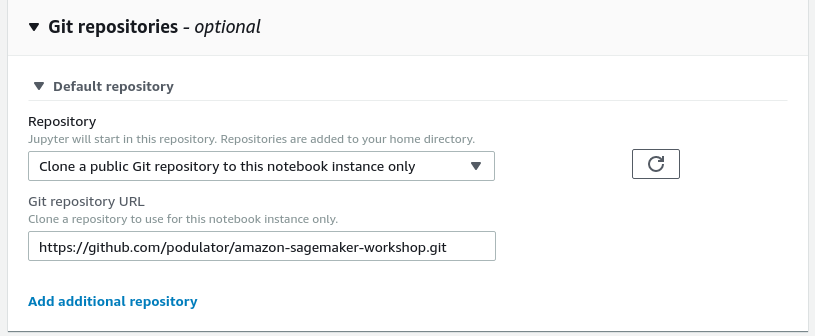 Git repositories - optional
Default repository
Repository
Jupyter will start in this repository. Repositories are added to your home directory.
Clone a public Git repository to this notebook instance only
Git repository URL
Clone a repository to use for this notebook instance only.
https://github.com/podulator/amazon-sagemaker-workshop.git
Add additional repository